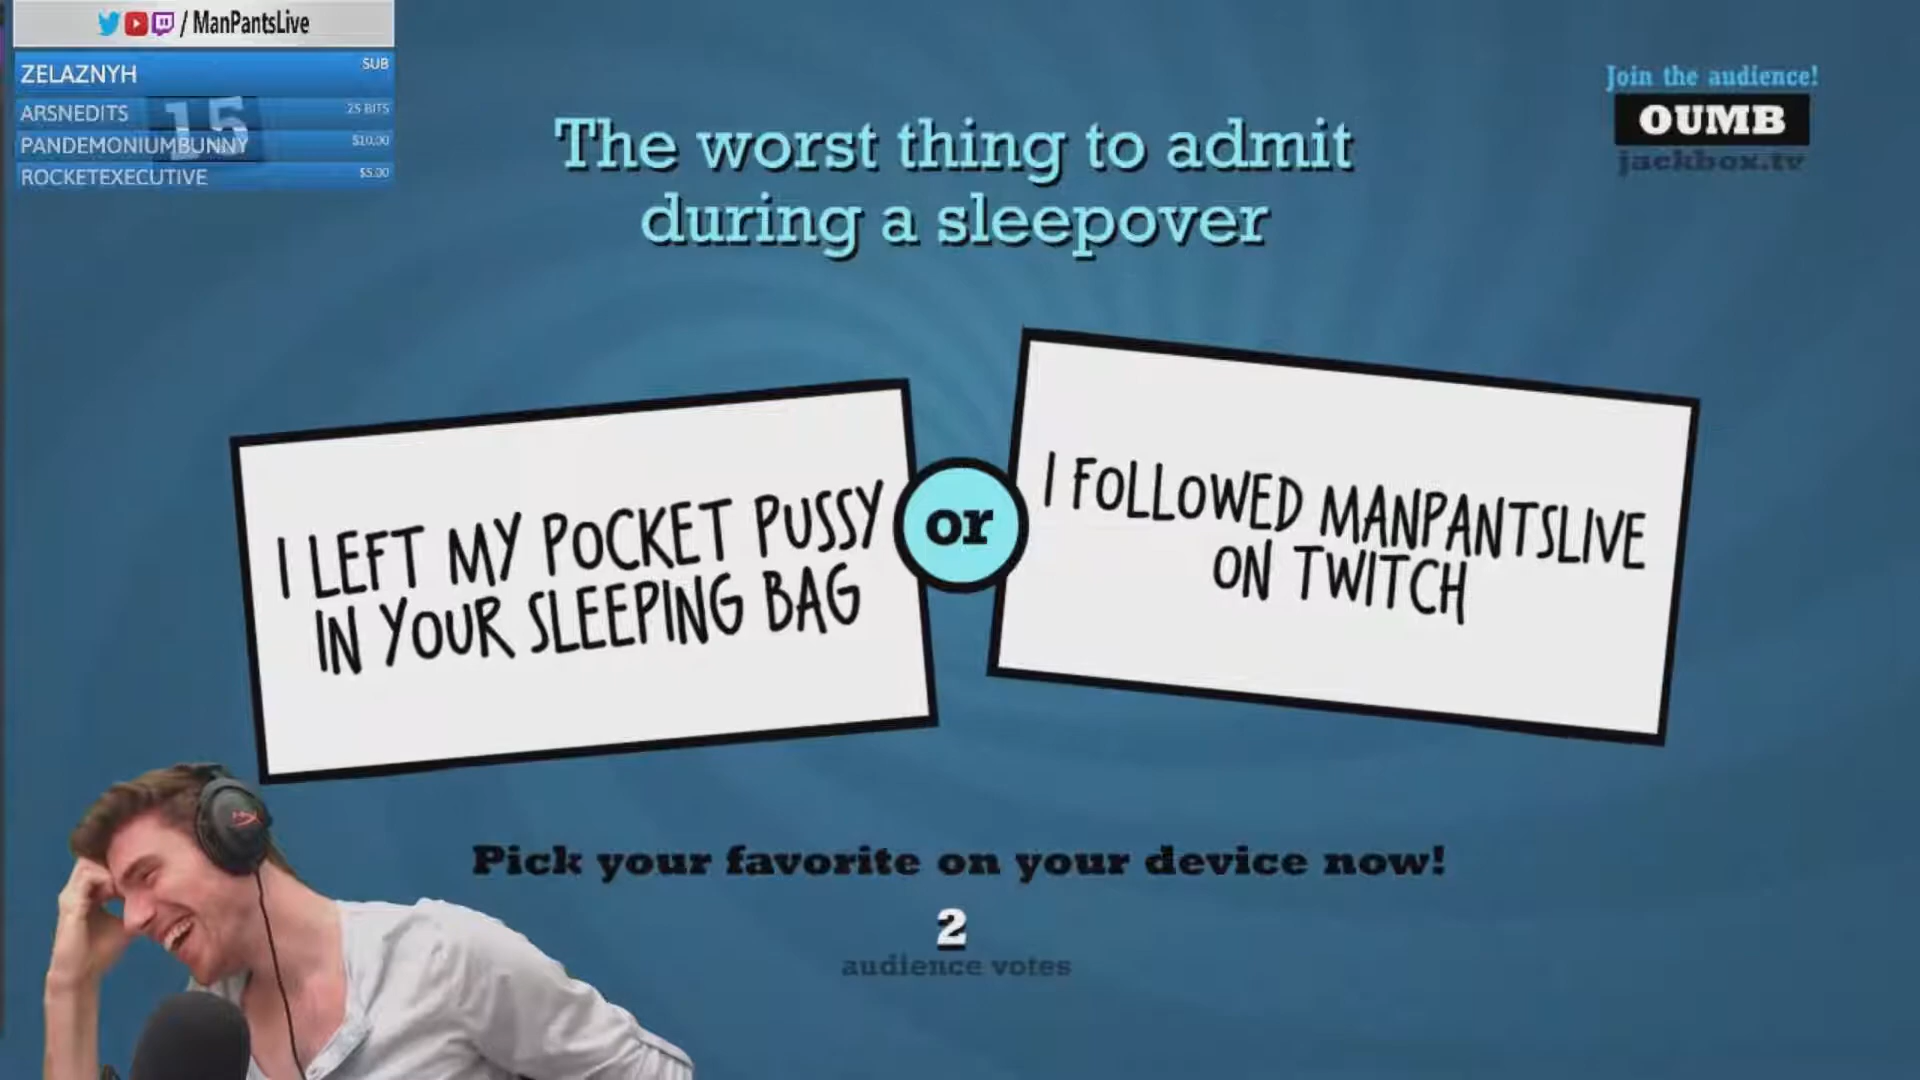 / ManPantsLive
ZELAZNYH SUB
ARSNEDITS 25 BITS
PANDEMONIUMBUNNY $10.00
ROCKETEXECUTIVE $5.00
15
Join the audience!
OUMB
jackbox.tv
The worst thing to admit
during a sleepover
I LEFT MY POCKET PUSSY
IN YOUR SLEEPING BAG
or
I FOLLOWED MANPANTSLIVE
ON TWITCH
Pick your favorite on your device now!
2
audience votes